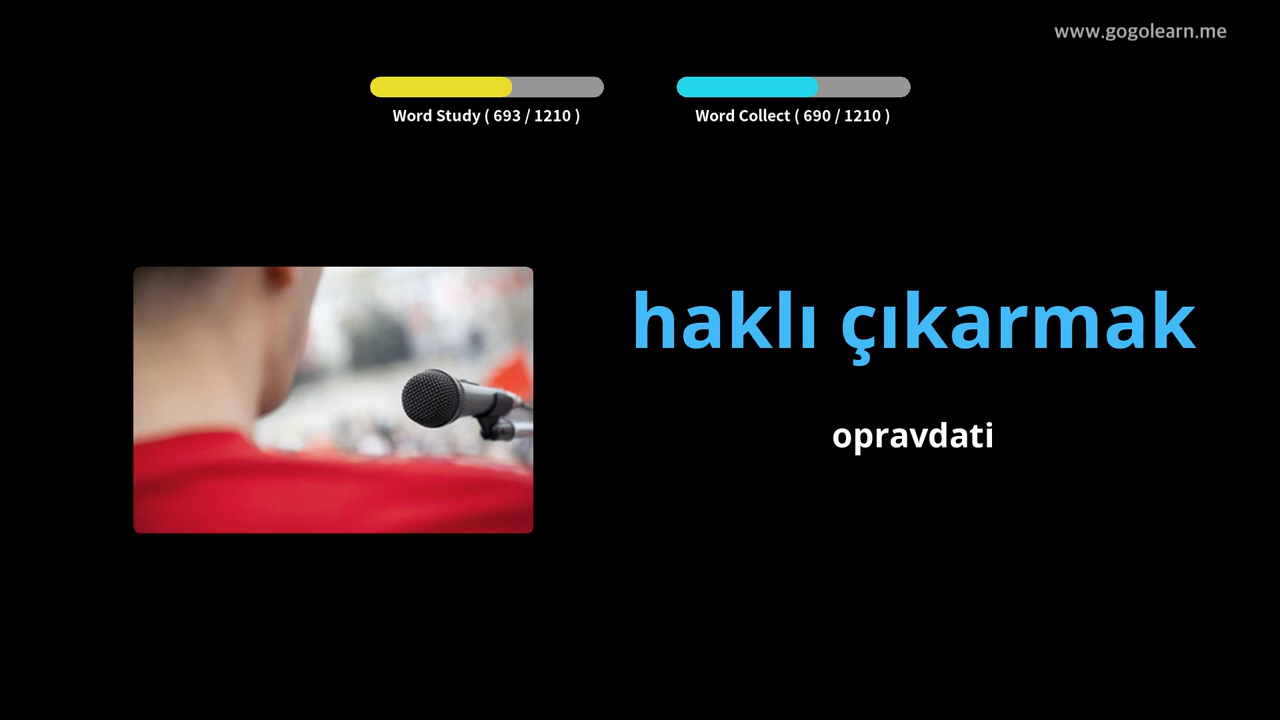 www.gogolearn.me
Word Study ( 693 / 1210 )
Word Collect ( 690 / 1210 )
haklı çıkarmak
opravdati